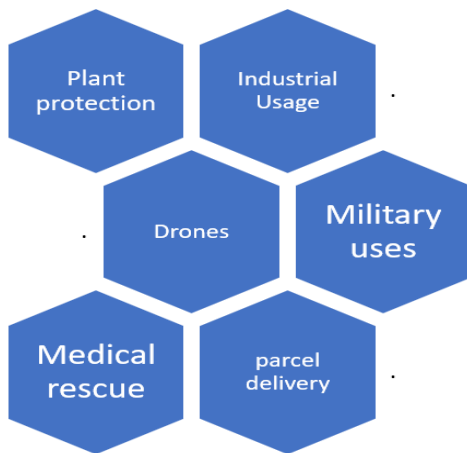 Plant
protection
Industrial
Usage
.
.
Drones
Military
uses
Medical
rescue
parcel
delivery
.